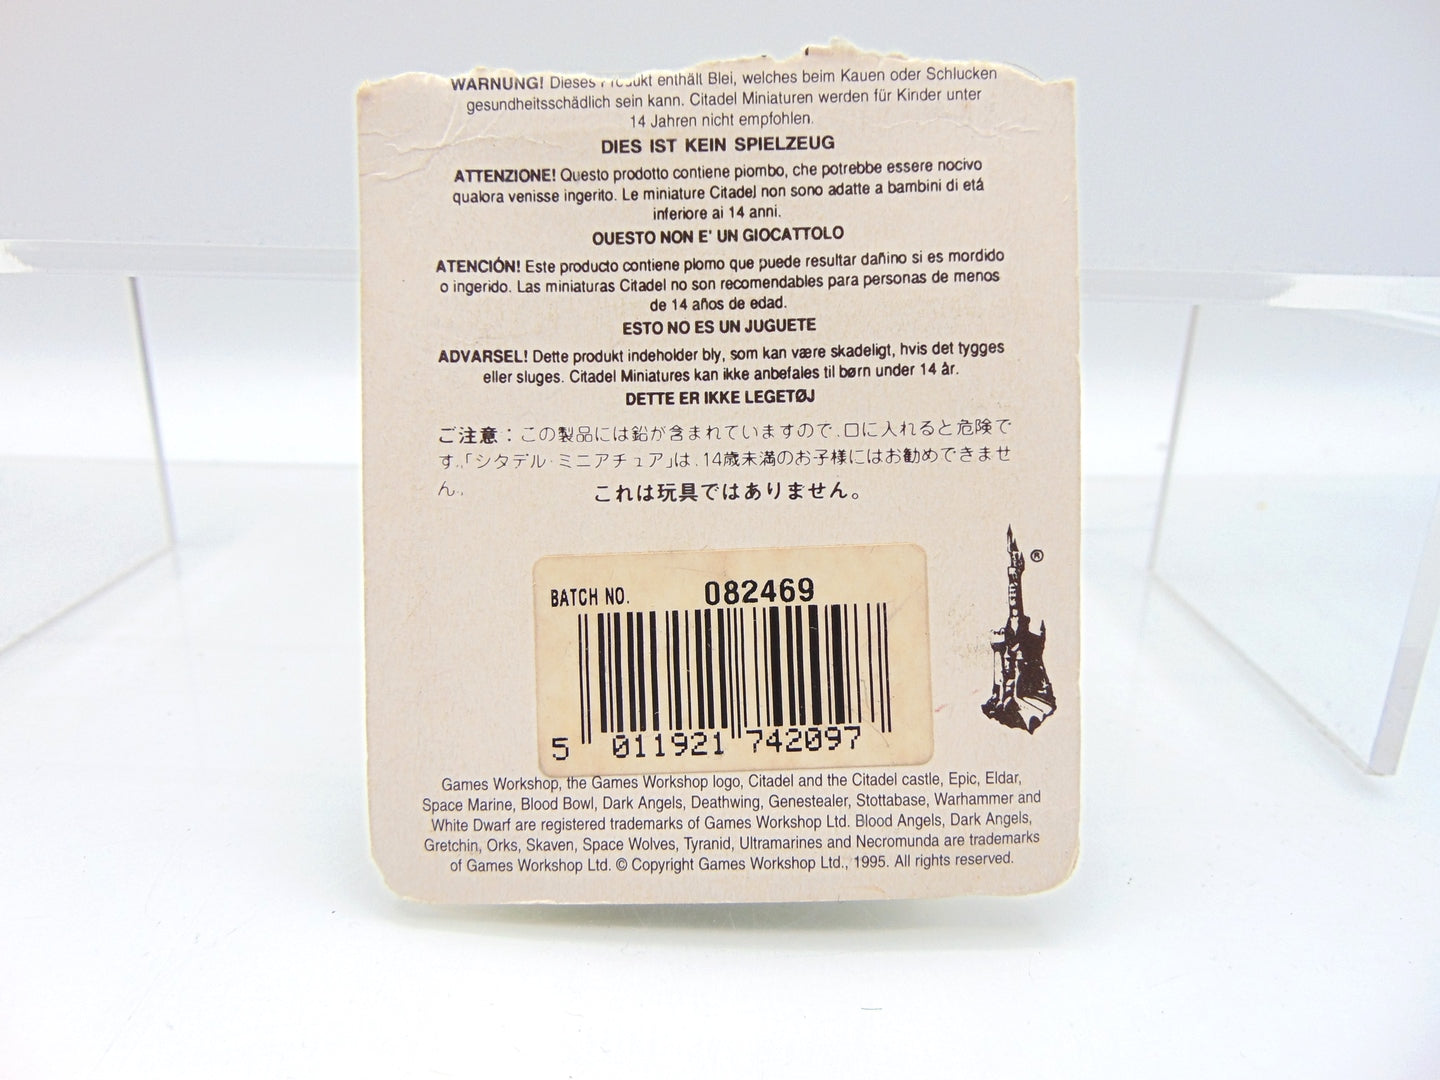 WARNUNG! Dieses Produkt enthält Blei, welches beim Kauen oder Schlucken
gesundheitsschädlich sein kann. Citadel Miniaturen werden für Kinder unter
14 Jahren nicht empfohlen.
DIES IST KEIN SPIELZEUG
ATTENZIONE! Questo prodotto contiene piombo, che potrebbe essere nocivo
qualora venisse ingerito. Le miniature Citadel non sono adatte a bambini di etá
inferiore ai 14 anni.
QUESTO NON E' UN GIOCATTOLO
ATENCIÓN! Este producto contiene plomo que puede resultar dañino si es mordido
o ingerido. Las miniaturas Citadel no son recomendables para personas de menos
de 14 años de edad.
ESTO NO ES UN JUGUETE
ADVARSEL! Dette produkt indeholder bly, som kan være skadeligt, hvis det tygges
eller sluges. Citadel Miniatures kan ikke anbefales til børn under 14 år.
DETTE ER IKKE LEGETØJ
ご注意：この製品には鉛が含まれていますので、口に入れると危険で
す。「シタデル・ミニアチュア」は、14歳未満のお子様にはお勧めできませ
ん。 これは玩具ではありません。
®
BATCH NO. 082469
5 011921 742097
Games Workshop, the Games Workshop logo, Citadel and the Citadel castle, Epic, Eldar,
Space Marine, Blood Bowl, Dark Angels, Deathwing, Genestealer, Stottabase, Warhammer and
White Dwarf are registered trademarks of Games Workshop Ltd. Blood Angels, Dark Angels,
Gretchin, Orks, Skaven, Space Wolves, Tyranid, Ultramarines and Necromunda are trademarks
of Games Workshop Ltd. © Copyright Games Workshop Ltd., 1995. All rights reserved.